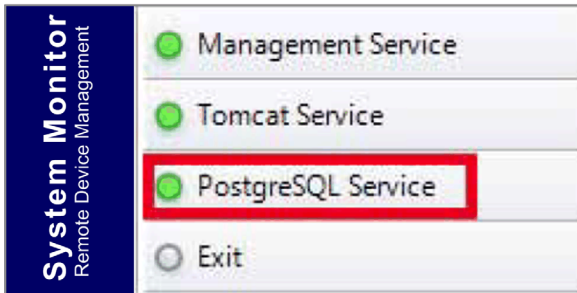 System Monitor
Remote Device Management
Management Service
Tomcat Service
PostgreSQL Service
Exit